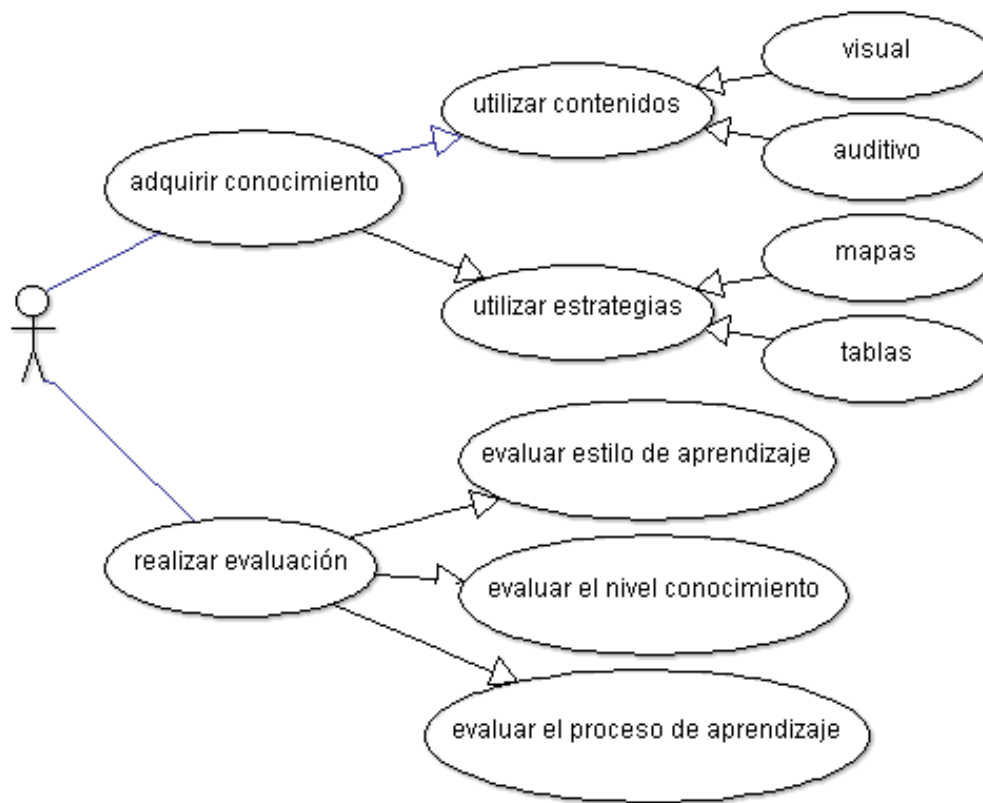 visual
utilizar contenidos
auditivo
adquirir conocimiento
mapas
utilizar estrategias
tablas
evaluar estilo de aprendizaje
realizar evaluación
evaluar el nivel conocimiento
evaluar el proceso de aprendizaje